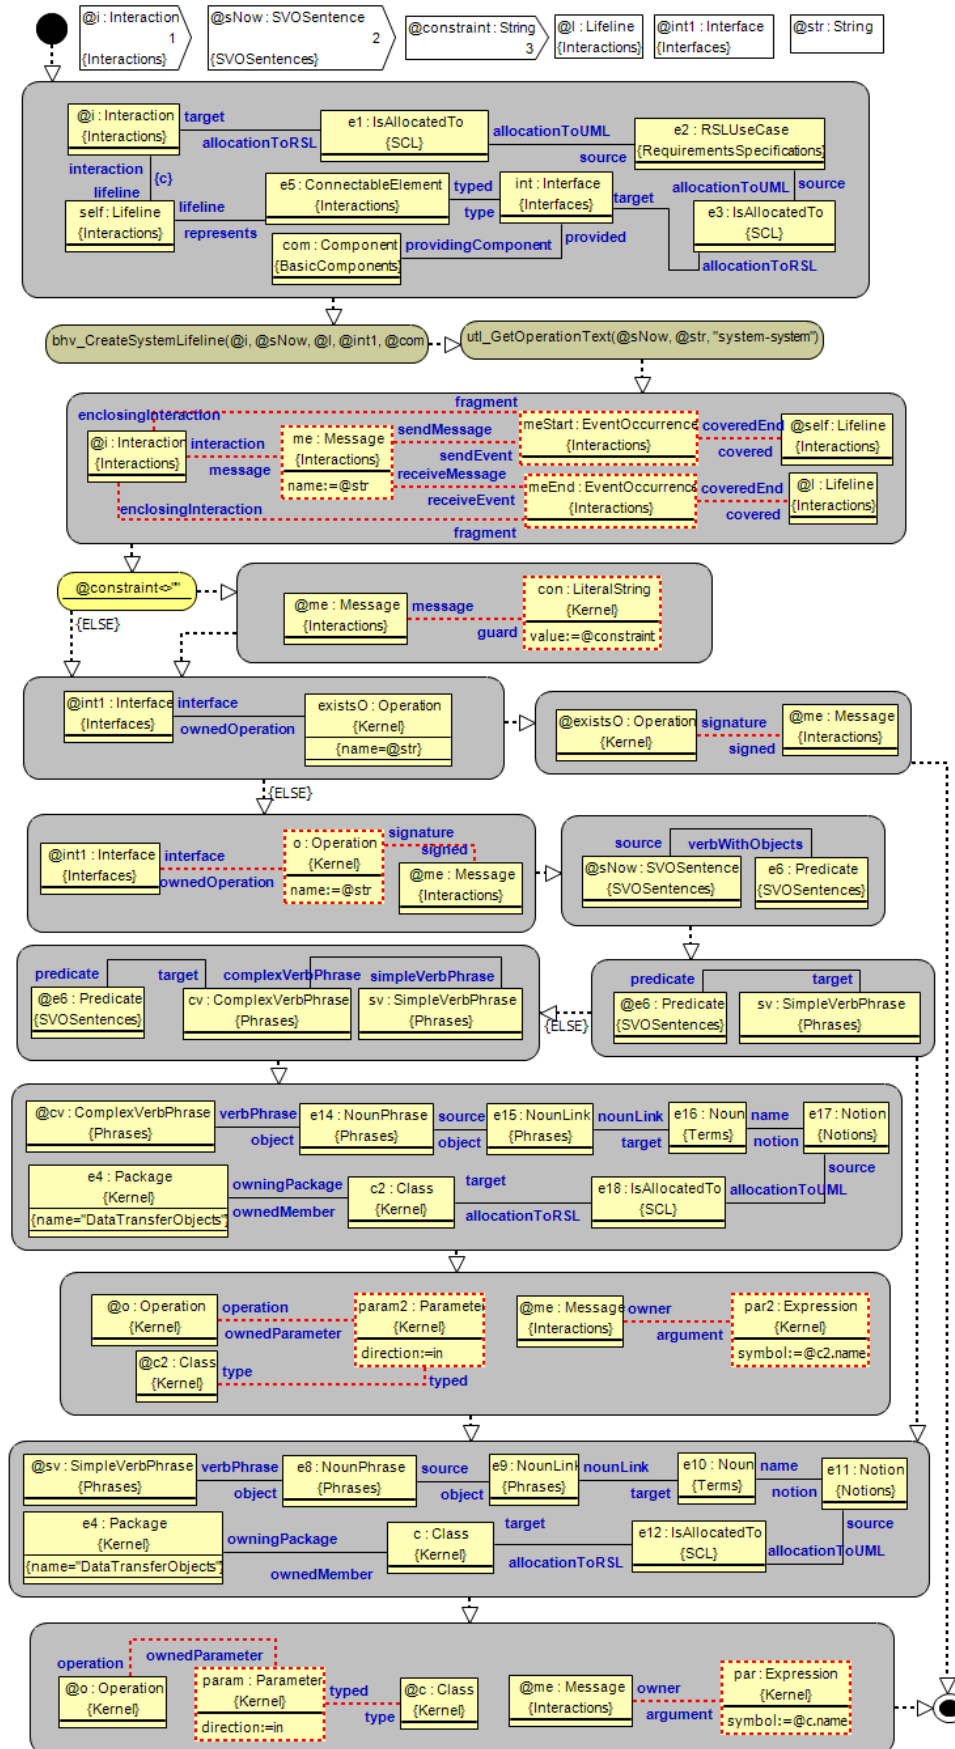 @i : Interaction
1
{Interactions}
@sNow : SVOSentence
2
{SVOSentences}
@constraint : String
3
@l : Lifeline
{Interactions}
@int1 : Interface
{Interfaces}
@str : String
@i : Interaction
{Interactions}
target
allocationToRSL
e1 : IsAllocatedTo
{SCL}
allocationToUML
source
e2 : RSLUseCase
{RequirementsSpecifications}
interaction
{c}
lifeline
self : Lifeline
{Interactions}
lifeline
represents
e5 : ConnectableElement
{Interactions}
typed
type
int : Interface
{Interfaces}
target
allocationToUML
source
e3 : IsAllocatedTo
{SCL}
allocationToRSL
com : Component
{BasicComponents}
providingComponent
provided
bhv_CreateSystemLifeline(@i, @sNow, @l, @int1, @com
utl_GetOperationText(@sNow, @str, "system-system")
fragment
enclosingInteraction
@i : Interaction
{Interactions}
interaction
message
me : Message
{Interactions}
name:=@str
sendMessage
sendEvent
receiveMessage
receiveEvent
meStart : EventOccurrence
{Interactions}
coveredEnd
covered
@self : Lifeline
{Interactions}
meEnd : EventOccurrence
{Interactions}
coveredEnd
covered
@l : Lifeline
{Interactions}
enclosingInteraction
fragment
@constraint<>""
{ELSE}
@me : Message
{Interactions}
message
guard
con : LiteralString
{Kernel}
value:=@constraint
@int1 : Interface
{Interfaces}
interface
ownedOperation
existsO : Operation
{Kernel}
{name=@str}
@existsO : Operation
{Kernel}
signature
signed
@me : Message
{Interactions}
{ELSE}
@int1 : Interface
{Interfaces}
interface
ownedOperation
o : Operation
{Kernel}
name:=@str
signature
signed
@me : Message
{Interactions}
source
verbWithObjects
@sNow : SVOSentence
{SVOSentences}
e6 : Predicate
{SVOSentences}
predicate
target
complexVerbPhrase
simpleVerbPhrase
@e6 : Predicate
{SVOSentences}
cv : ComplexVerbPhrase
{Phrases}
sv : SimpleVerbPhrase
{Phrases}
{ELSE}
predicate
target
@e6 : Predicate
{SVOSentences}
sv : SimpleVerbPhrase
{Phrases}
@cv : ComplexVerbPhrase
{Phrases}
verbPhrase
object
e14 : NounPhrase
{Phrases}
source
object
e15 : NounLink
{Phrases}
nounLink
target
e16 : Noun
{Terms}
name
notion
e17 : Notion
{Notions}
source
e4 : Package
{Kernel}
{name="DataTransferObjects"}
owningPackage
ownedMember
c2 : Class
{Kernel}
target
allocationToRSL
e18 : IsAllocatedTo
{SCL}
allocationToUML
@o : Operation
{Kernel}
operation
ownedParameter
param2 : Parameter
{Kernel}
direction:=in
@c2 : Class
{Kernel}
type
typed
@me : Message
{Interactions}
owner
argument
par2 : Expression
{Kernel}
symbol:=@c2.name
@sv : SimpleVerbPhrase
{Phrases}
verbPhrase
object
e8 : NounPhrase
{Phrases}
source
object
e9 : NounLink
{Phrases}
nounLink
target
e10 : Noun
{Terms}
name
notion
e11 : Notion
{Notions}
source
e4 : Package
{Kernel}
{name="DataTransferObjects"}
owningPackage
ownedMember
c : Class
{Kernel}
target
allocationToRSL
e12 : IsAllocatedTo
{SCL}
allocationToUML
operation
ownedParameter
@o : Operation
{Kernel}
param : Parameter
{Kernel}
direction:=in
typed
type
@c : Class
{Kernel}
@me : Message
{Interactions}
owner
argument
par : Expression
{Kernel}
symbol:=@c.name